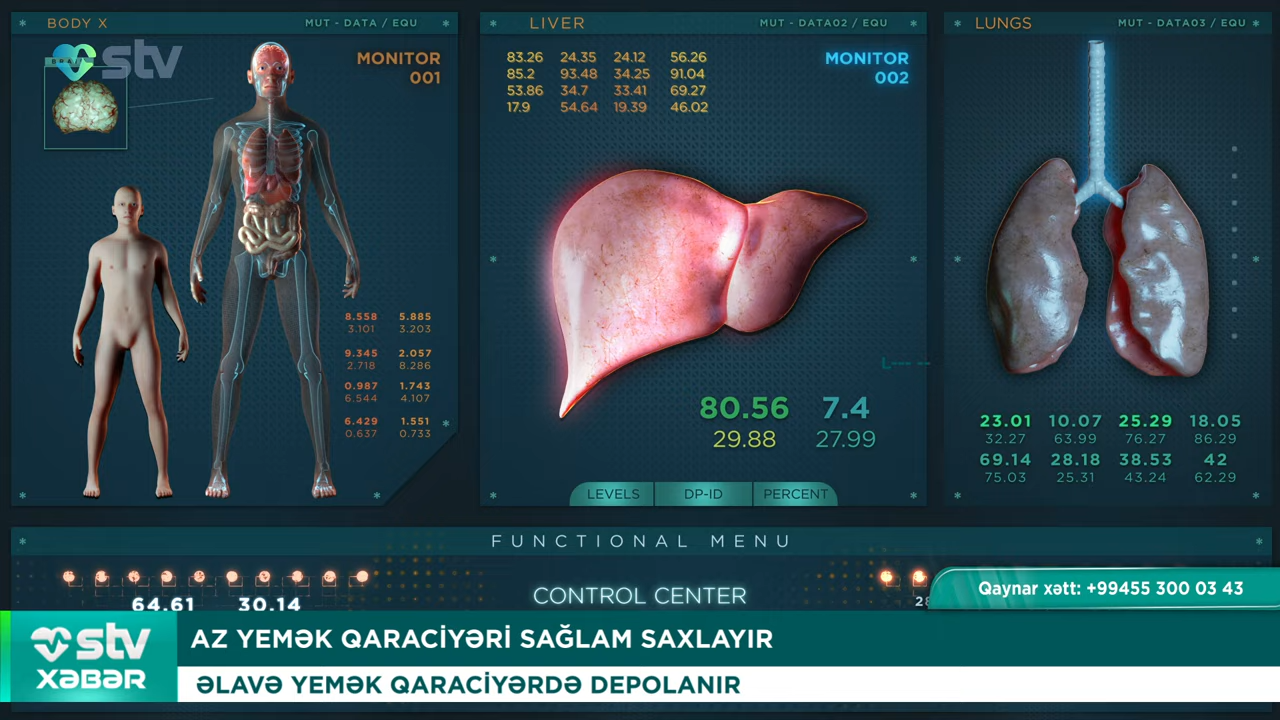 BODY X
MUT - DATA / EQU
LIVER
MUT - DATA02 / EQU
LUNGS
MUT - DATA03 / EQU
stv
MONITOR
001
8.558 5.885
3.101 3.203
9.345 2.057
2.718 8.286
0.987 1.743
6.544 4.107
6.429 1.551
0.637 0.733
83.26 24.35 24.12 56.26
85.2 93.48 34.25 91.04
53.86 34.7 33.41 69.27
17.9 54.64 19.39 46.02
MONITOR
002
80.56 7.4
29.88 27.99
LEVELS DP-ID PERCENT
23.01 10.07 25.29 18.05
32.27 63.99 76.27 86.29
69.14 28.18 38.53 42
75.03 25.31 43.24 62.29
FUNCTIONAL MENU
CONTROL CENTER
64.61 30.14
Qaynar xətt: +99455 300 03 43
stv
XƏBƏR
AZ YEMƏK QARACİYƏRİ SAĞLAM SAXLAYIR
ƏLAVƏ YEMƏK QARACİYƏRDƏ DEPOLANIR